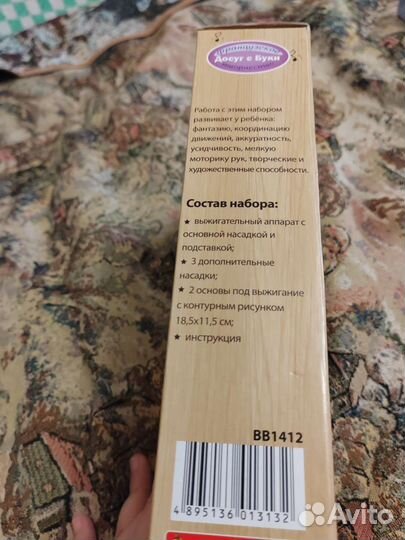 Досуг с Буки
Работа с этим набором
развивает у ребёнка:
фантазию, координацию
движений, аккуратность,
усидчивость, мелкую
моторику рук, творческие и
художественные способности.
Состав набора:
★ выжигательный аппарат с
основной насадкой и
подставкой;
★ 3 дополнительные
насадки;
★ 2 основы под выжигание
с контурным рисунком
18,5x11,5 см;
★ инструкция
BB1412
4 895136 013132
Avito